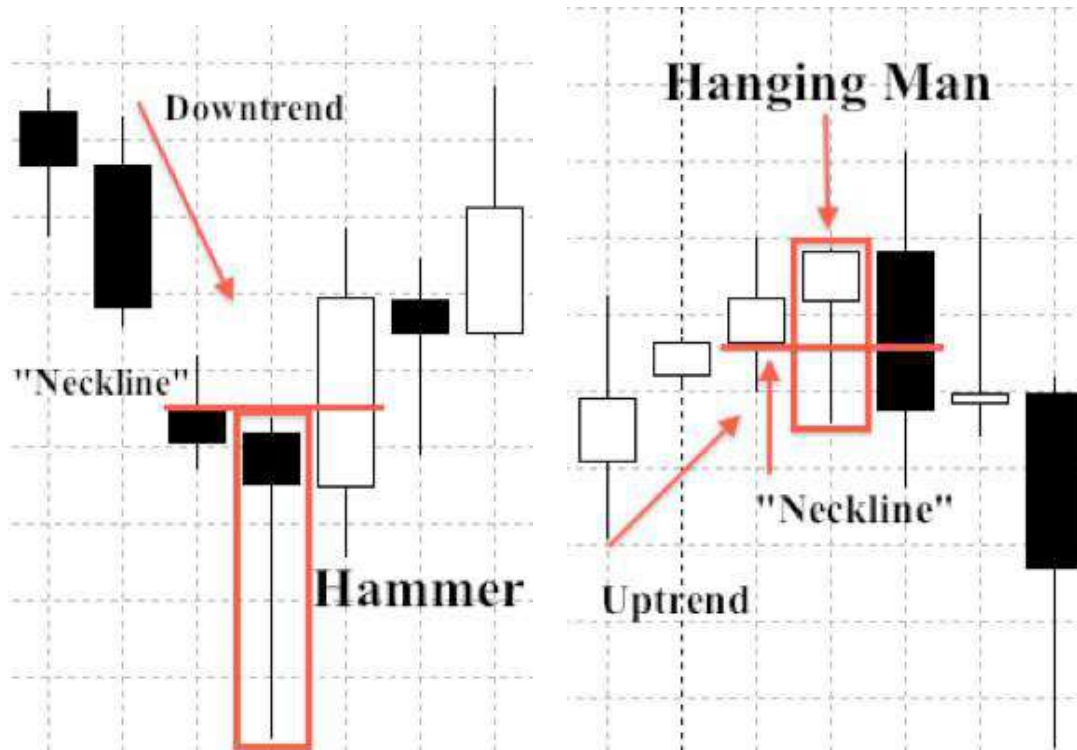 Downtrend
"Neckline"
Hammer
Hanging Man
"Neckline"
Uptrend